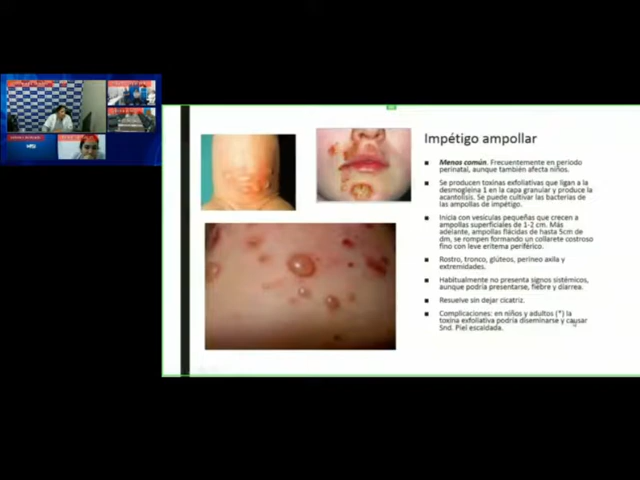 Impétigo ampollar
Menos común. Frecuentemente en periodo
perinatal, aunque también afecta niños.
Se producen toxinas exfoliativas que ligan a la
desmogleina 1 en la capa granular y produce la
acantolisis. Se puede cultivar las bacterias de
las ampollas de impétigo.
Inicia con vesículas pequeñas que crecen a
ampollas superficiales de 1-2 cm. Más
adelante, ampollas flácidas de hasta 5cm de
dm, se rompen formando un collarete costroso
fino con leve eritema periférico.
Rostro, tronco, glúteos, perineo axila y
extremidades.
Habitualmente no presenta signos sistémicos,
aunque podría presentarse, fiebre y diarrea.
Resuelve sin dejar cicatriz.
Complicaciones: en niños y adultos (*) la
toxina exfoliativa podría diseminarse y causar
Snd. Piel escaldada.